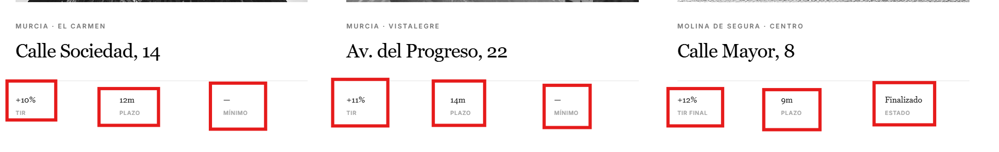 MURCIA · EL CARMEN
Calle Sociedad, 14
+10% 12m —
TIR PLAZO MÍNIMO
MURCIA · VISTALEGRE
Av. del Progreso, 22
+11% 14m —
TIR PLAZO MÍNIMO
MOLINA DE SEGURA · CENTRO
Calle Mayor, 8
+12% 9m Finalizado
TIR FINAL PLAZO ESTADO